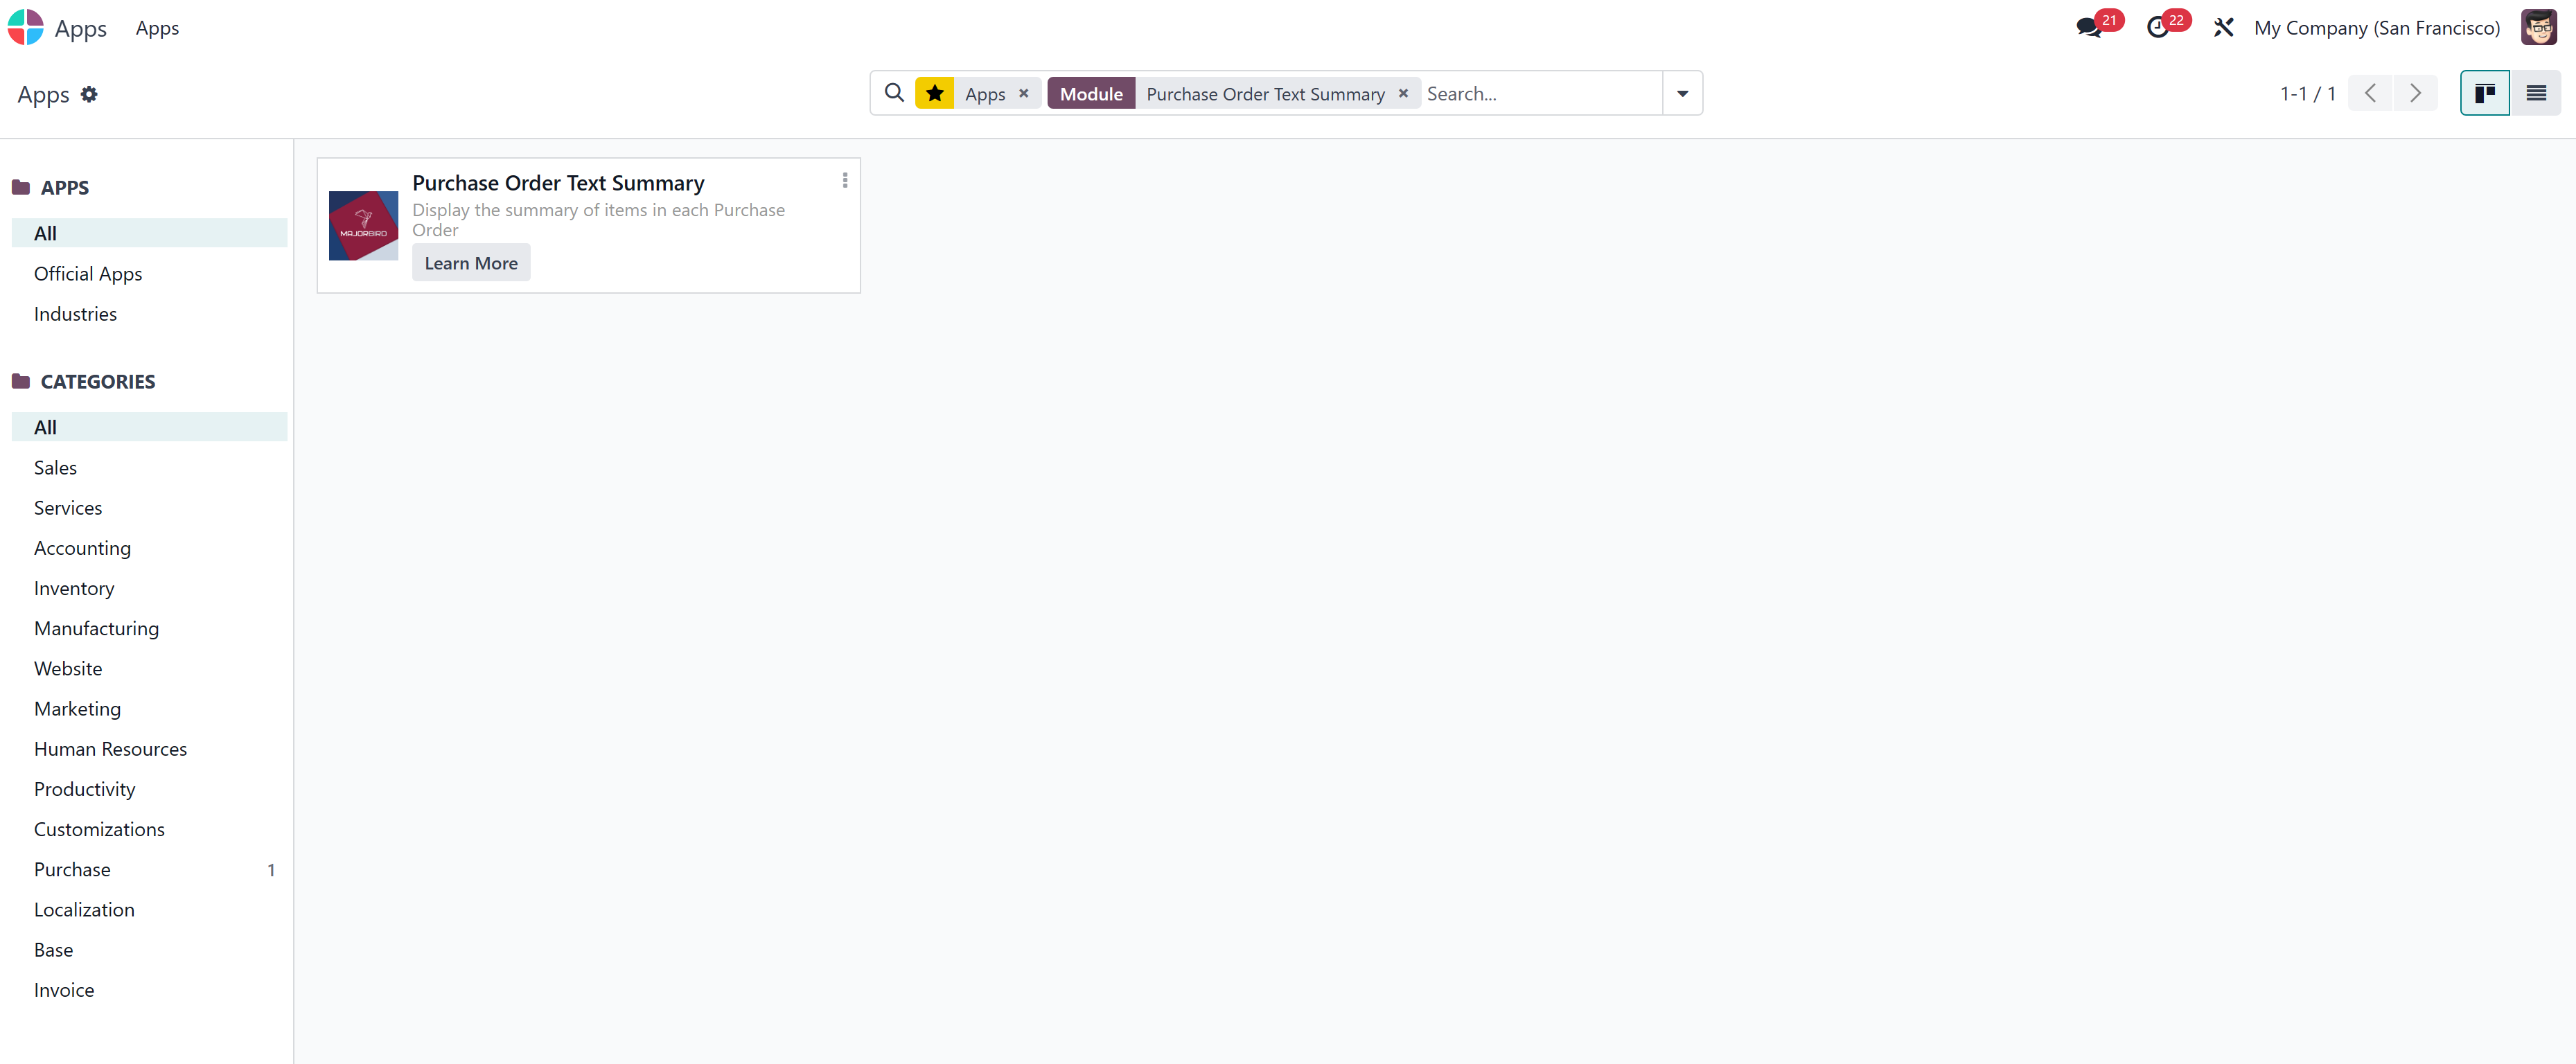 Apps Apps 21 22 My Company (San Francisco)
Apps Apps Module Purchase Order Text Summary Search... 1-1 / 1
APPS
All
Official Apps
Industries
CATEGORIES
All
Sales
Services
Accounting
Inventory
Manufacturing
Website
Marketing
Human Resources
Productivity
Customizations
Purchase 1
Localization
Base
Invoice
Purchase Order Text Summary
Display the summary of items in each Purchase
Order
MAJORBIRD
Learn More